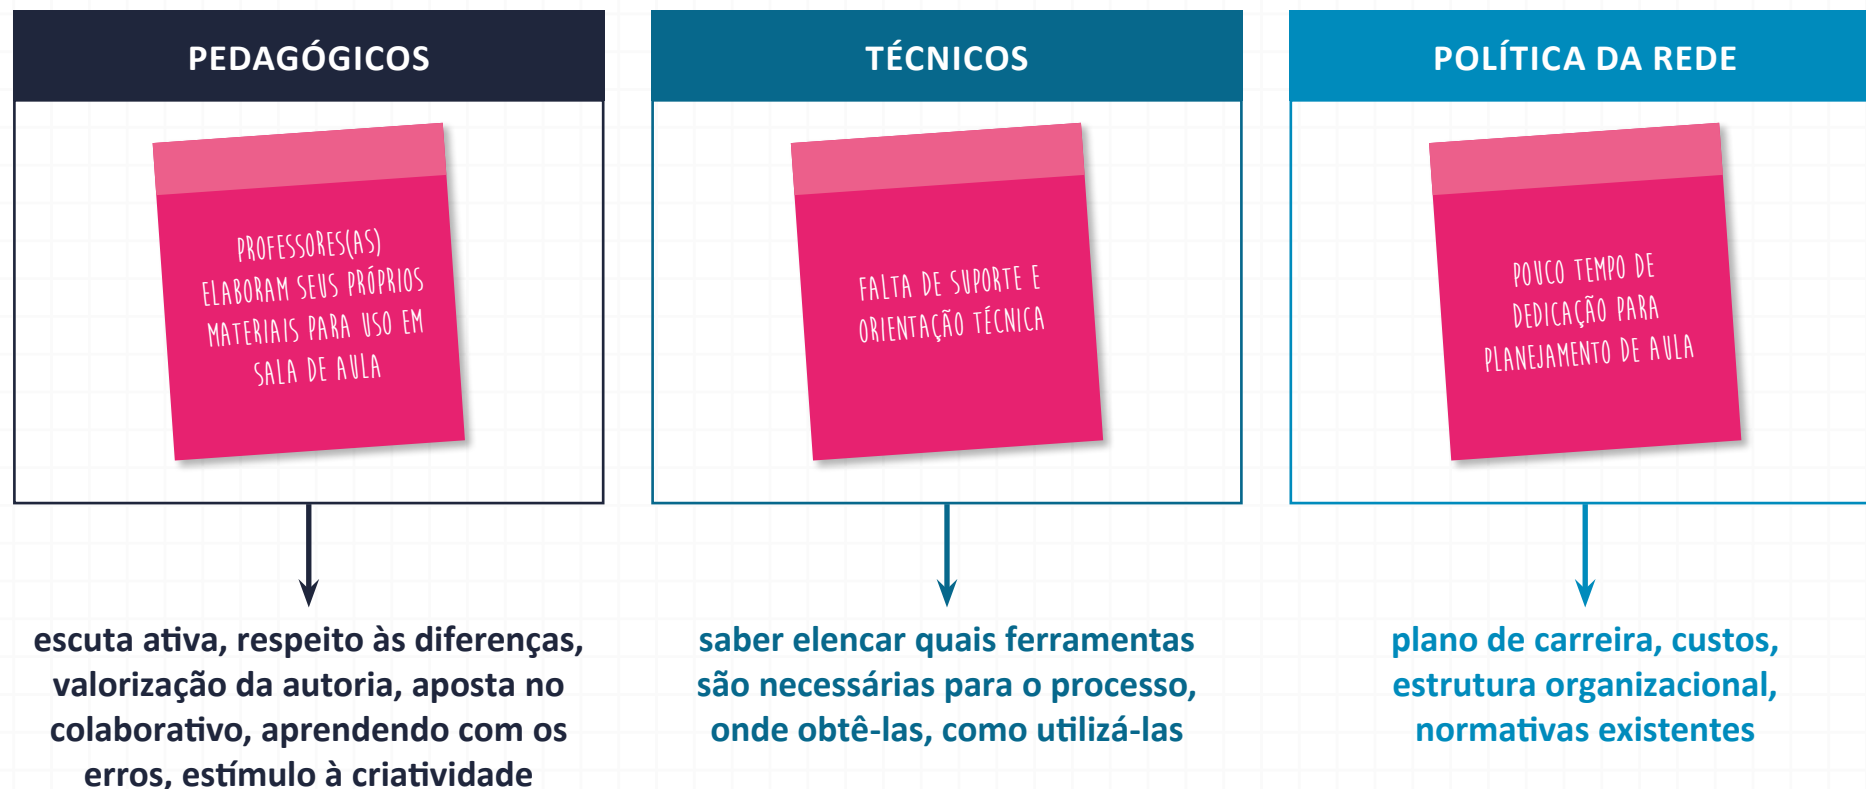 PEDAGÓGICOS
PROFESSORES(AS)
ELABORAM SEUS PRÓPRIOS
MATERIAIS PARA USO EM
SALA DE AULA
escuta ativa, respeito às diferenças,
valorização da autoria, aposta no
colaborativo, aprendendo com os
erros, estímulo à criatividade
TÉCNICOS
FALTA DE SUPORTE E
ORIENTAÇÃO TÉCNICA
saber elencar quais ferramentas
são necessárias para o processo,
onde obtê-las, como utilizá-las
POLÍTICA DA REDE
POUCO TEMPO DE
DEDICAÇÃO PARA
PLANEJAMENTO DE AULA
plano de carreira, custos,
estrutura organizacional,
normativas existentes